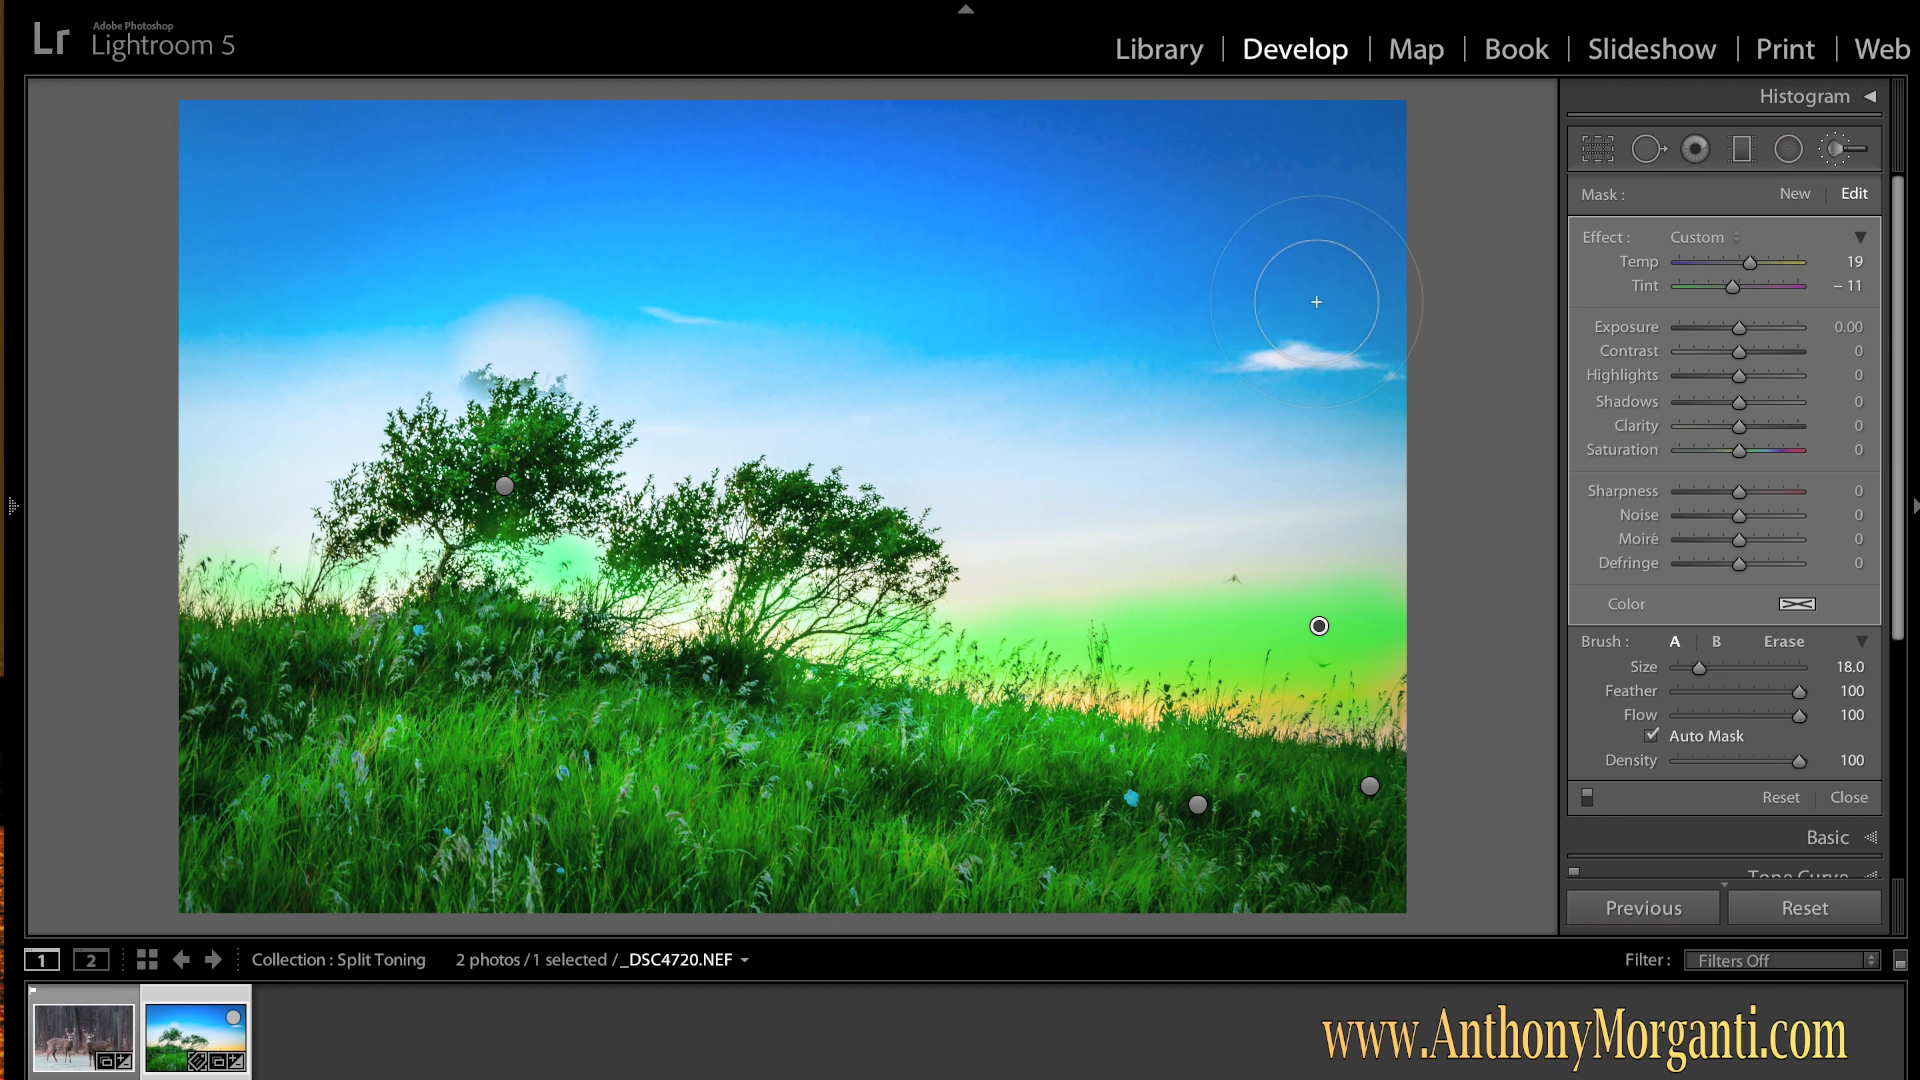 Lr Adobe Photoshop
Lightroom 5
Library | Develop | Map | Book | Slideshow | Print | Web
Histogram
Mask : New | Edit
Effect : Custom
Temp 19
Tint – 11
Exposure 0.00
Contrast 0
Highlights 0
Shadows 0
Clarity 0
Saturation 0
Sharpness 0
Noise 0
Moiré 0
Defringe 0
Color
Brush : A | B Erase
Size 18.0
Feather 100
Flow 100
Auto Mask
Density 100
Reset | Close
Basic
Tone Curve
Previous Reset
1 2 Collection : Split Toning 2 photos / 1 selected / _DSC4720.NEF Filter : Filters Off
www.AnthonyMorganti.com